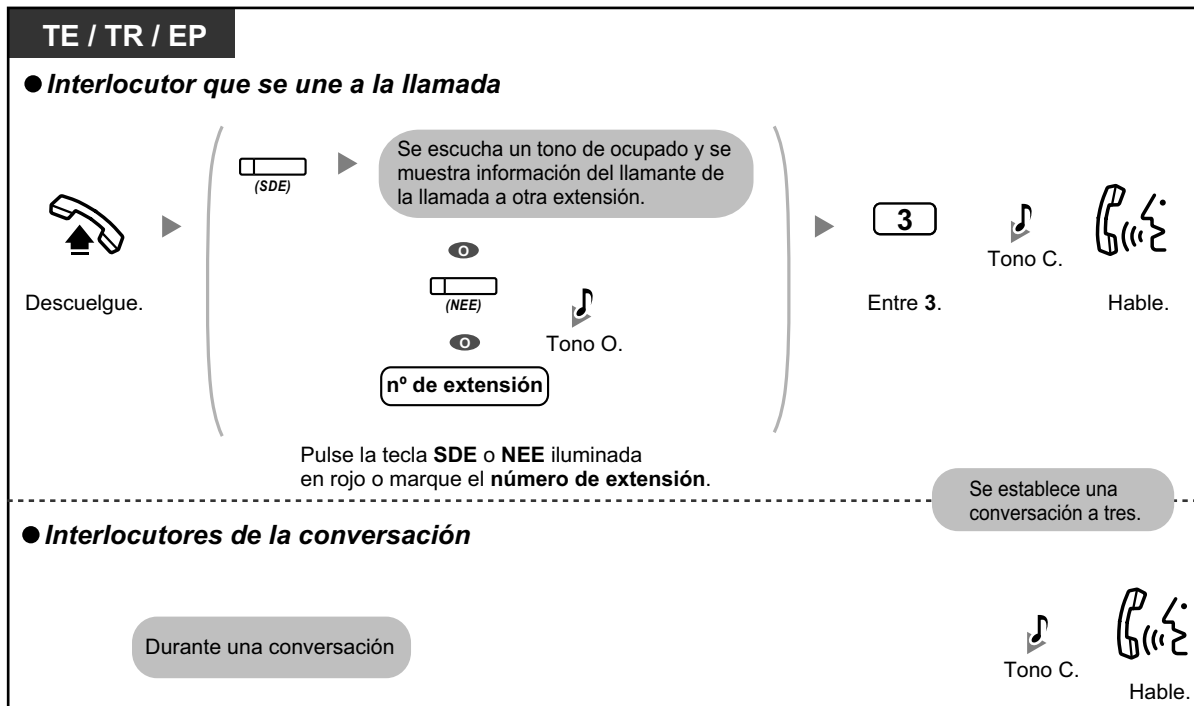 TE / TR / EP
Interlocutor que se une a la llamada
Descuelgue.
(SDE)
Se escucha un tono de ocupado y se
muestra información del llamante de
la llamada a otra extensión.
O
(NEE)
O
nº de extensión
Tono O.
Pulse la tecla SDE o NEE iluminada
en rojo o marque el número de extensión.
3
Entre 3.
Tono C.
Hable.
Se establece una
conversación a tres.
Interlocutores de la conversación
Durante una conversación
Tono C.
Hable.